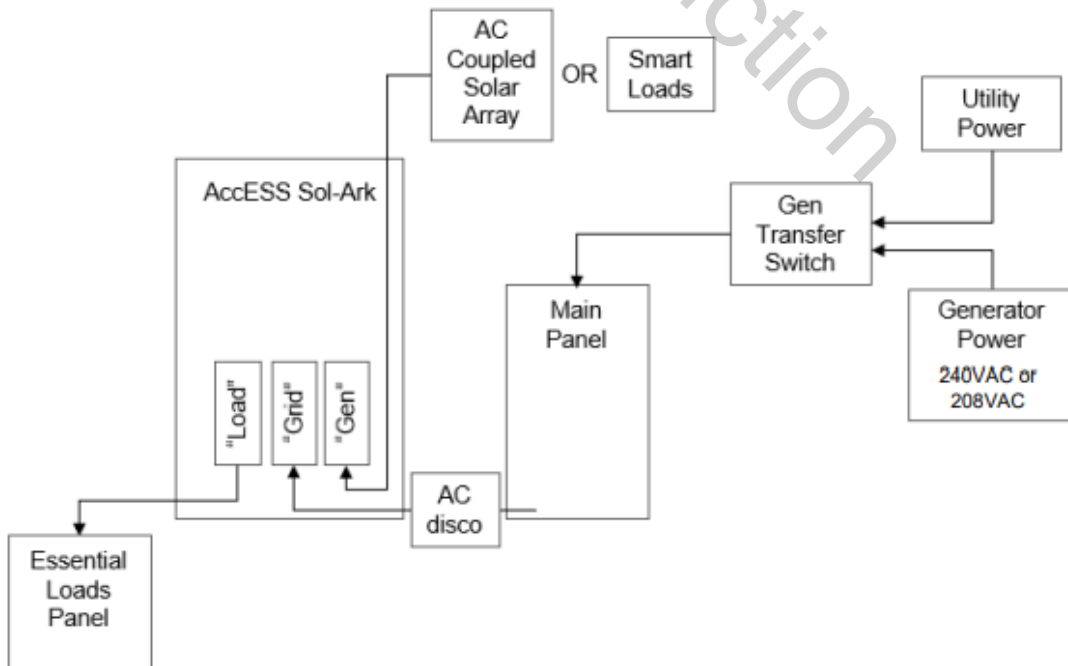 AC
Coupled
Solar
Array
OR
Smart
Loads
Utility
Power
AccESS Sol-Ark
Gen
Transfer
Switch
Main
Panel
Generator
Power
240VAC or
208VAC
"Load"
"Grid"
"Gen"
AC
disco
Essential
Loads
Panel